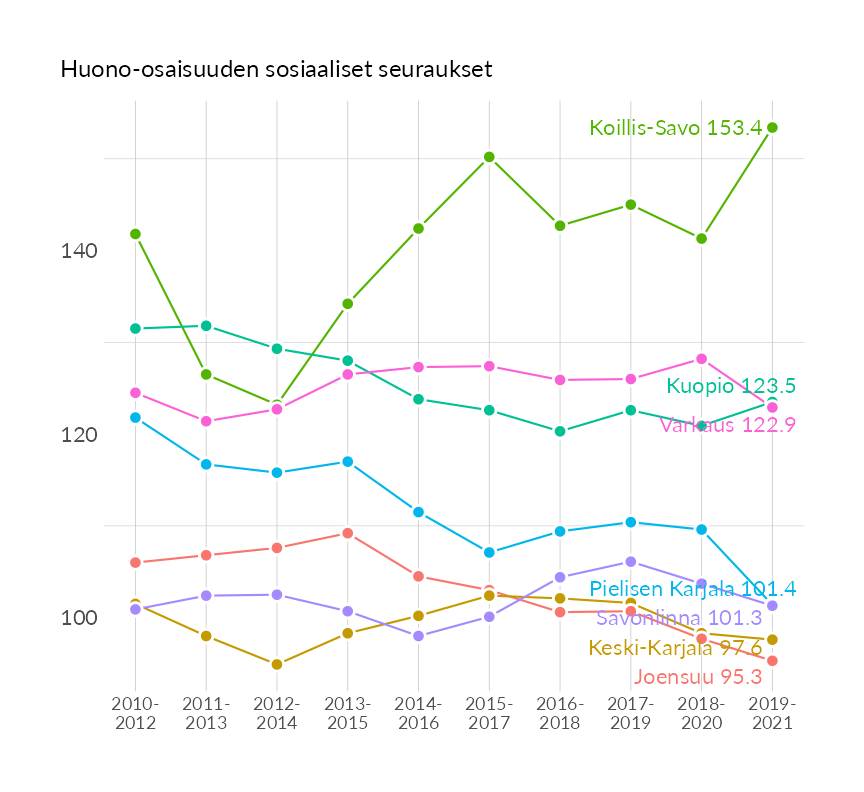 Huono-osaisuuden sosiaaliset seuraukset
Koillis-Savo 153.4
140
Kuopio 123.5
Varkaus 122.9
120
Pielisen Karjala 101.4
Savonlinna 101.3
100
Keski-Karjala 97.6
Joensuu 95.3
2010- 2011- 2012- 2013- 2014- 2015- 2016- 2017- 2018- 2019-
2012 2013 2014 2015 2016 2017 2018 2019 2020 2021